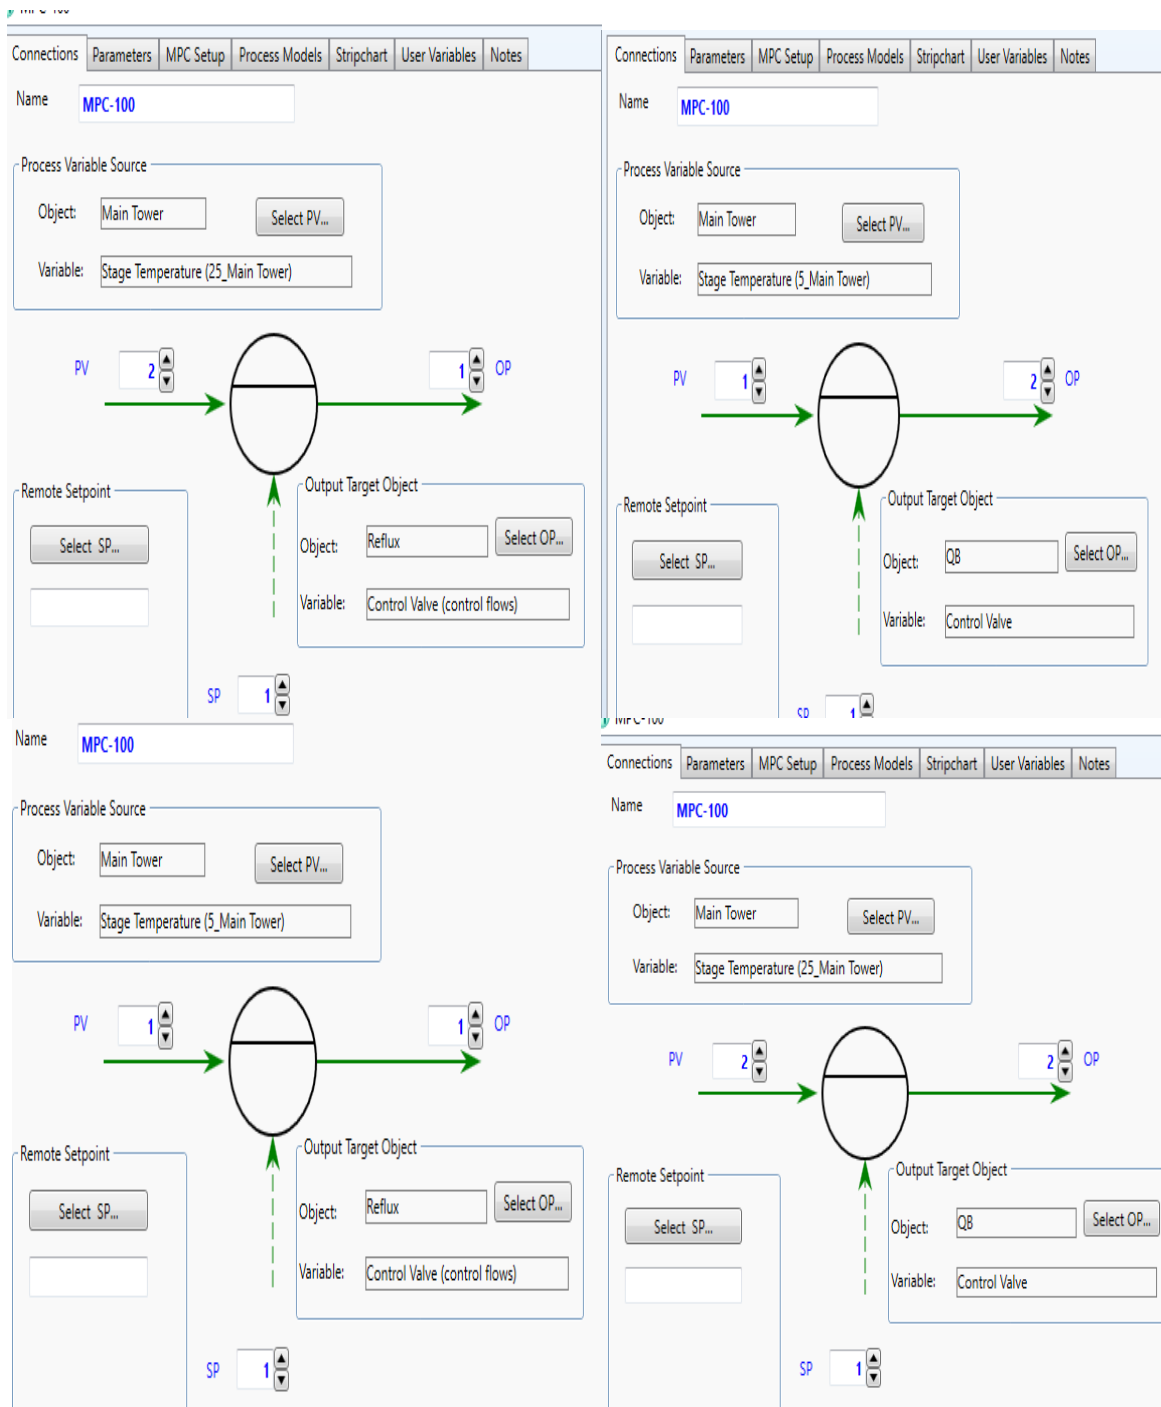 MPC-100
Connections Parameters MPC Setup Process Models Stripchart User Variables Notes
Name MPC-100
Process Variable Source
Object: Main Tower Select PV...
Variable: Stage Temperature (25_Main Tower)
PV 2 1 OP
Remote Setpoint
Select SP...
Output Target Object
Object: Reflux Select OP...
Variable: Control Valve (control flows)
SP 1
Connections Parameters MPC Setup Process Models Stripchart User Variables Notes
Name MPC-100
Process Variable Source
Object: Main Tower Select PV...
Variable: Stage Temperature (5_Main Tower)
PV 1 2 OP
Remote Setpoint
Select SP...
Output Target Object
Object: QB Select OP...
Variable: Control Valve
SP 1
Name MPC-100
Process Variable Source
Object: Main Tower Select PV...
Variable: Stage Temperature (5_Main Tower)
PV 1 1 OP
Remote Setpoint
Select SP...
Output Target Object
Object: Reflux Select OP...
Variable: Control Valve (control flows)
SP 1
MPC-100
Connections Parameters MPC Setup Process Models Stripchart User Variables Notes
Name MPC-100
Process Variable Source
Object: Main Tower Select PV...
Variable: Stage Temperature (25_Main Tower)
PV 2 2 OP
Remote Setpoint
Select SP...
Output Target Object
Object: QB Select OP...
Variable: Control Valve
SP 1